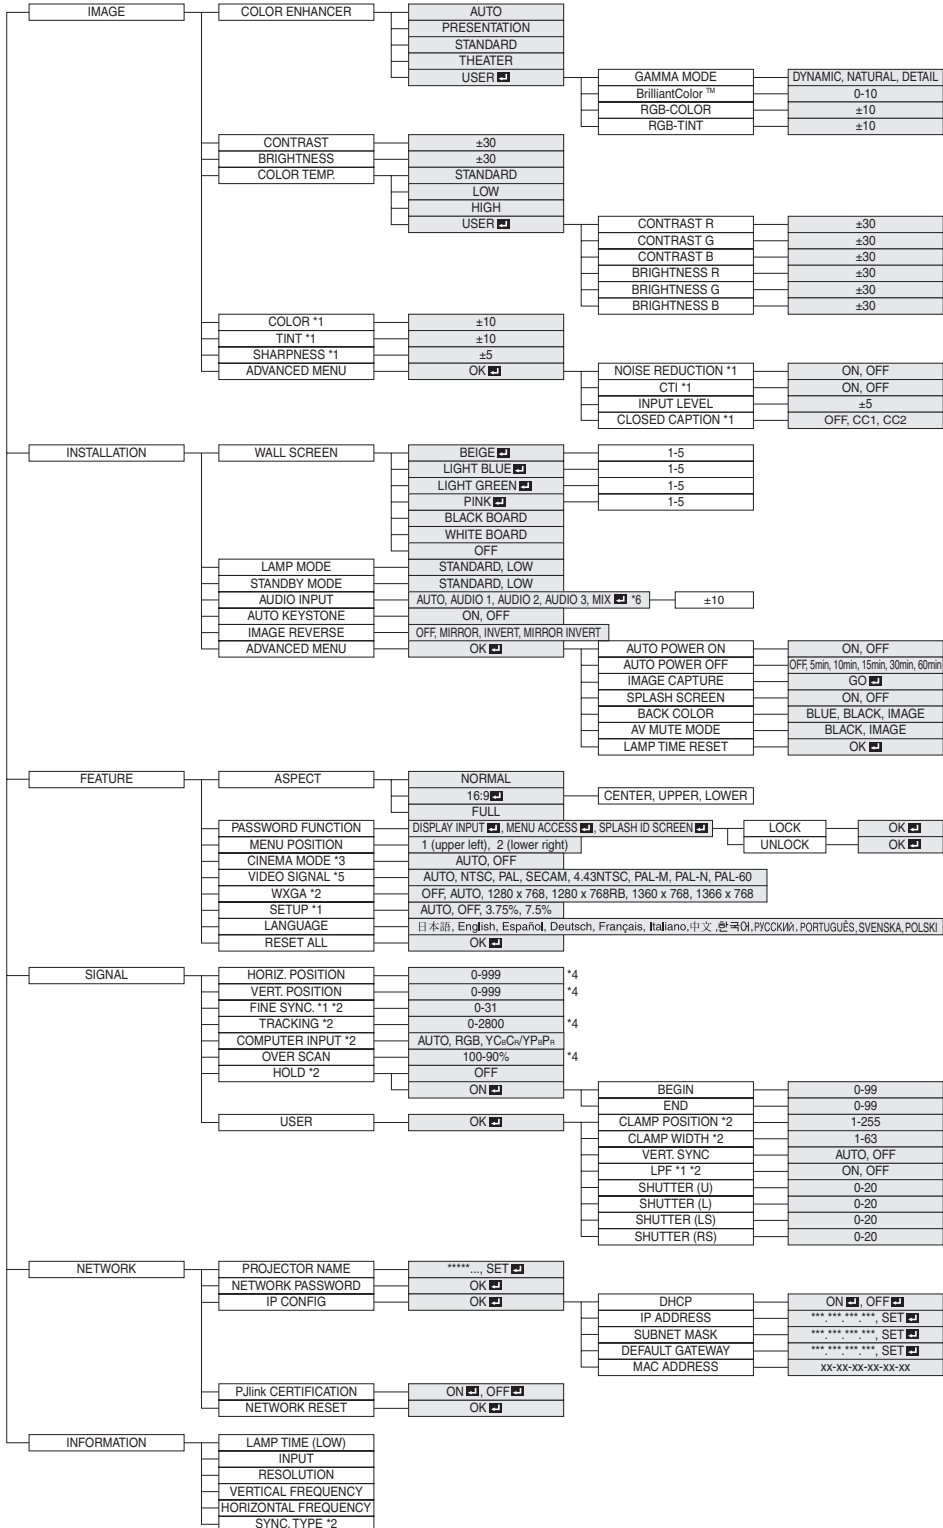 IMAGE COLOR ENHANCER AUTO
PRESENTATION
STANDARD
THEATER
USER GAMMA MODE DYNAMIC, NATURAL, DETAIL
BrilliantColor ™ 0-10
RGB-COLOR ±10
RGB-TINT ±10
CONTRAST ±30
BRIGHTNESS ±30
COLOR TEMP. STANDARD
LOW
HIGH
USER CONTRAST R ±30
CONTRAST G ±30
CONTRAST B ±30
BRIGHTNESS R ±30
BRIGHTNESS G ±30
BRIGHTNESS B ±30
COLOR *1 ±10
TINT *1 ±10
SHARPNESS *1 ±5
ADVANCED MENU OK NOISE REDUCTION *1 ON, OFF
CTI *1 ON, OFF
INPUT LEVEL ±5
CLOSED CAPTION *1 OFF, CC1, CC2
INSTALLATION WALL SCREEN BEIGE 1-5
LIGHT BLUE 1-5
LIGHT GREEN 1-5
PINK 1-5
BLACK BOARD
WHITE BOARD
OFF
LAMP MODE STANDARD, LOW
STANDBY MODE STANDARD, LOW
AUDIO INPUT AUTO, AUDIO 1, AUDIO 2, AUDIO 3, MIX *6 ±10
AUTO KEYSTONE ON, OFF
IMAGE REVERSE OFF, MIRROR, INVERT, MIRROR INVERT
ADVANCED MENU OK AUTO POWER ON ON, OFF
AUTO POWER OFF OFF, 5min, 10min, 15min, 30min, 60min
IMAGE CAPTURE GO
SPLASH SCREEN ON, OFF
BACK COLOR BLUE, BLACK, IMAGE
AV MUTE MODE BLACK, IMAGE
LAMP TIME RESET OK
FEATURE ASPECT NORMAL
16:9 CENTER, UPPER, LOWER
FULL
PASSWORD FUNCTION DISPLAY INPUT , MENU ACCESS , SPLASH ID SCREEN LOCK OK
MENU POSITION 1 (upper left), 2 (lower right) UNLOCK OK
CINEMA MODE *3 AUTO, OFF
VIDEO SIGNAL *5 AUTO, NTSC, PAL, SECAM, 4.43NTSC, PAL-M, PAL-N, PAL-60
WXGA *2 OFF, AUTO, 1280 x 768, 1280 x 768RB, 1360 x 768, 1366 x 768
SETUP *1 AUTO, OFF, 3.75%, 7.5%
LANGUAGE 日本語, English, Español, Deutsch, Français, Italiano, 中文, 한국어, РУССКИЙ, PORTUGUÊS, SVENSKA, POLSKI
RESET ALL OK
SIGNAL HORIZ. POSITION 0-999 *4
VERT. POSITION 0-999 *4
FINE SYNC. *1 *2 0-31
TRACKING *2 0-2800 *4
COMPUTER INPUT *2 AUTO, RGB, YCBCR/YPBPR
OVER SCAN 100-90% *4
HOLD *2 OFF
ON BEGIN 0-99
END 0-99
USER OK CLAMP POSITION *2 1-255
CLAMP WIDTH *2 1-63
VERT. SYNC AUTO, OFF
LPF *1 *2 ON, OFF
SHUTTER (U) 0-20
SHUTTER (L) 0-20
SHUTTER (LS) 0-20
SHUTTER (RS) 0-20
NETWORK PROJECTOR NAME *****..., SET
NETWORK PASSWORD OK
IP CONFIG OK DHCP ON , OFF
IP ADDRESS ***.***.***.***, SET
SUBNET MASK ***.***.***.***, SET
DEFAULT GATEWAY ***.***.***.***, SET
MAC ADDRESS xx-xx-xx-xx-xx-xx
PJlink CERTIFICATION ON , OFF
NETWORK RESET OK
INFORMATION LAMP TIME (LOW)
INPUT
RESOLUTION
VERTICAL FREQUENCY
HORIZONTAL FREQUENCY
SYNC. TYPE *2